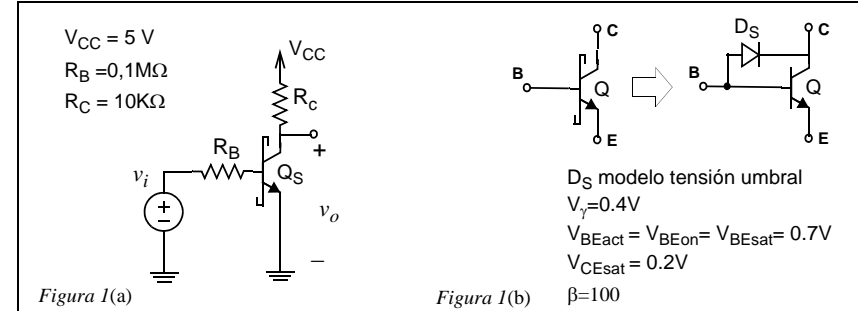 V_CC = 5 V
R_B =0,1MΩ
R_C = 10KΩ
V_CC
R_c
+
R_B
Q_S
v_i
+
−
v_o
−
Figura 1(a)
D_S
C
C
B
Q
B
Q
E
E
D_S modelo tensión umbral
V_γ=0.4V
V_BEact = V_BEon= V_BEsat= 0.7V
V_CEsat = 0.2V
Figura 1(b)
β=100